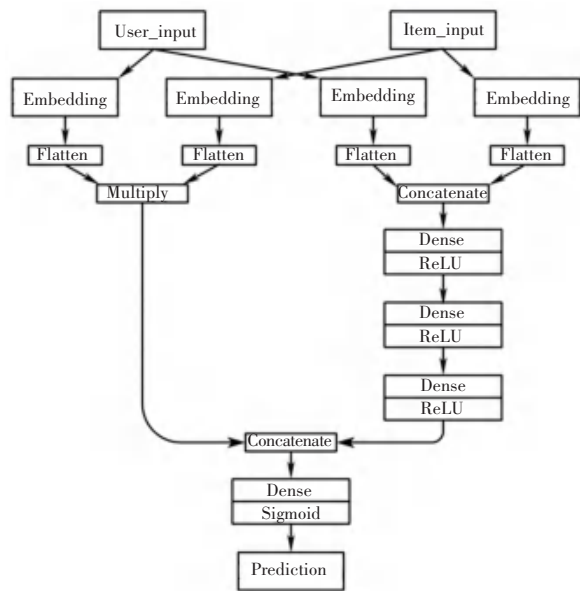 User_input
Item_input
Embedding
Embedding
Embedding
Embedding
Flatten
Flatten
Flatten
Flatten
Multiply
Concatenate
Dense
ReLU
Dense
ReLU
Dense
ReLU
Concatenate
Dense
Sigmoid
Prediction